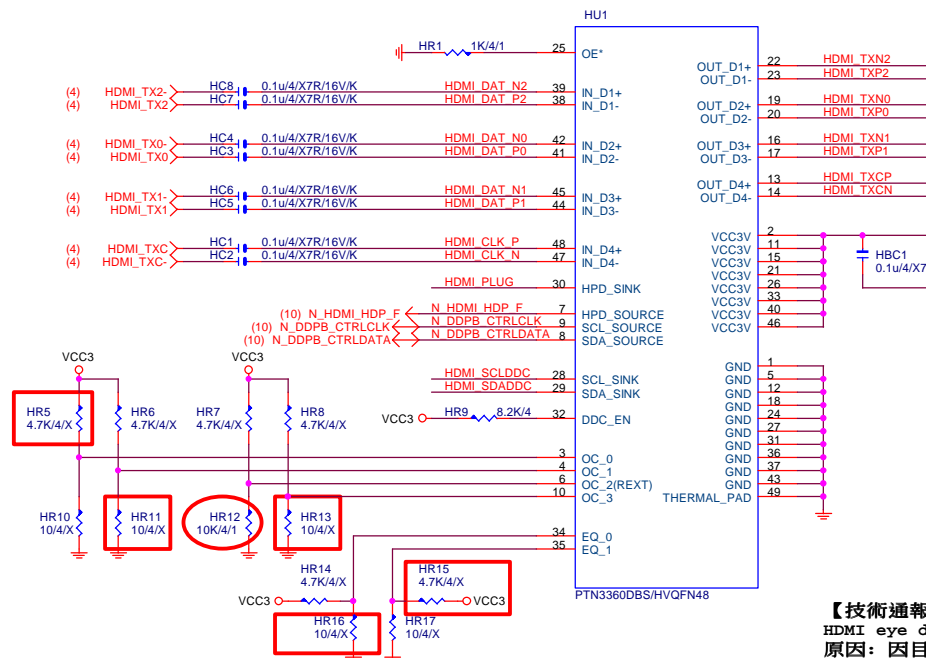 HU1
HR1 1K/4/1 25 OE*
(4) HDMI_TX2- HC8 0.1u/4/X7R/16V/K HDMI_DAT_N2 39 IN_D1+
(4) HDMI_TX2 HC7 HDMI_DAT_P2 38 IN_D1-
(4) HDMI_TX0- HC4 0.1u/4/X7R/16V/K HDMI_DAT_N0 42 IN_D2+
(4) HDMI_TX0 HC3 0.1u/4/X7R/16V/K HDMI_DAT_P0 41 IN_D2-
(4) HDMI_TX1- HC6 0.1u/4/X7R/16V/K HDMI_DAT_N1 45 IN_D3+
(4) HDMI_TX1 HC5 0.1u/4/X7R/16V/K HDMI_DAT_P1 44 IN_D3-
(4) HDMI_TXC HC1 0.1u/4/X7R/16V/K HDMI_CLK_P 48 IN_D4+
(4) HDMI_TXC- HC2 0.1u/4/X7R/16V/K HDMI_CLK_N 47 IN_D4-
HDMI_PLUG 30 HPD_SINK
(10) N_HDMI_HDP_F N_HDMI_HDP_F 7 HPD_SOURCE
(10) N_DDPB_CTRLCLK N_DDPB_CTRLCLK 9 SCL_SOURCE
(10) N_DDPB_CTRLDATA N_DDPB_CTRLDATA 8 SDA_SOURCE
HDMI_SCLDDC 28 SCL_SINK
HDMI_SDADDC 29 SDA_SINK
VCC3 HR9 8.2K/4 32 DDC_EN
3 OC_0
4 OC_1
6 OC_2(REXT)
10 OC_3
34 EQ_0
35 EQ_1
OUT_D1+ 22 HDMI_TXN2
OUT_D1- 23 HDMI_TXP2
OUT_D2+ 19 HDMI_TXN0
OUT_D2- 20 HDMI_TXP0
OUT_D3+ 16 HDMI_TXN1
OUT_D3- 17 HDMI_TXP1
OUT_D4+ 13 HDMI_TXCP
OUT_D4- 14 HDMI_TXCN
VCC3V 2
VCC3V 11
VCC3V 15
VCC3V 21
VCC3V 26
VCC3V 33
VCC3V 40
VCC3V 46
HBC1
0.1u/4/X7
GND 1
GND 5
GND 12
GND 18
GND 24
GND 27
GND 31
GND 36
GND 37
GND 43
THERMAL_PAD 49
VCC3 VCC3
HR5 HR6 HR7 HR8
4.7K/4/X 4.7K/4/X 4.7K/4/X 4.7K/4/X
HR10 HR11 HR12 HR13
10/4/X 10/4/X 10K/4/1 10/4/X
HR14 HR15
4.7K/4/X 4.7K/4/X
VCC3 VCC3
HR16 HR17
10/4/X 10/4/X
PTN3360DBS/HVQFN48
【技術通報
HDMI eye d
原因: 因目